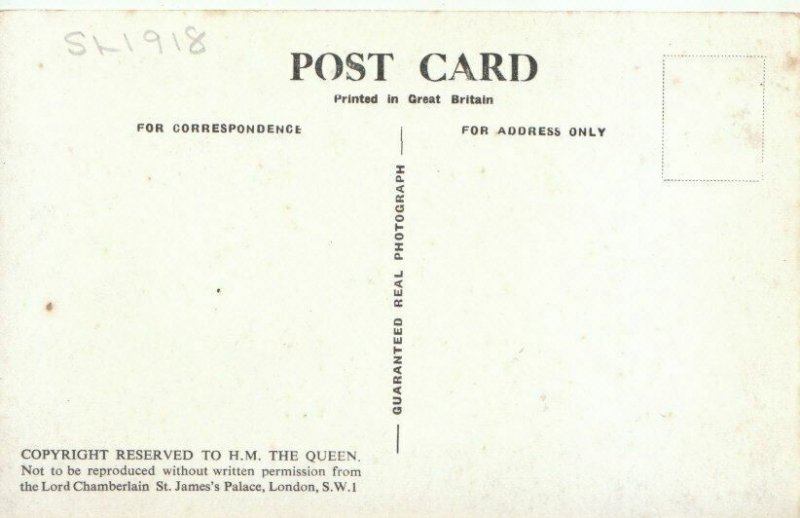 SL1918
POST CARD
Printed in Great Britain
FOR CORRESPONDENCE
FOR ADDRESS ONLY
GUARANTEED REAL PHOTOGRAPH
COPYRIGHT RESERVED TO H.M. THE QUEEN.
Not to be reproduced without written permission from
the Lord Chamberlain St. James's Palace, London, S.W.1